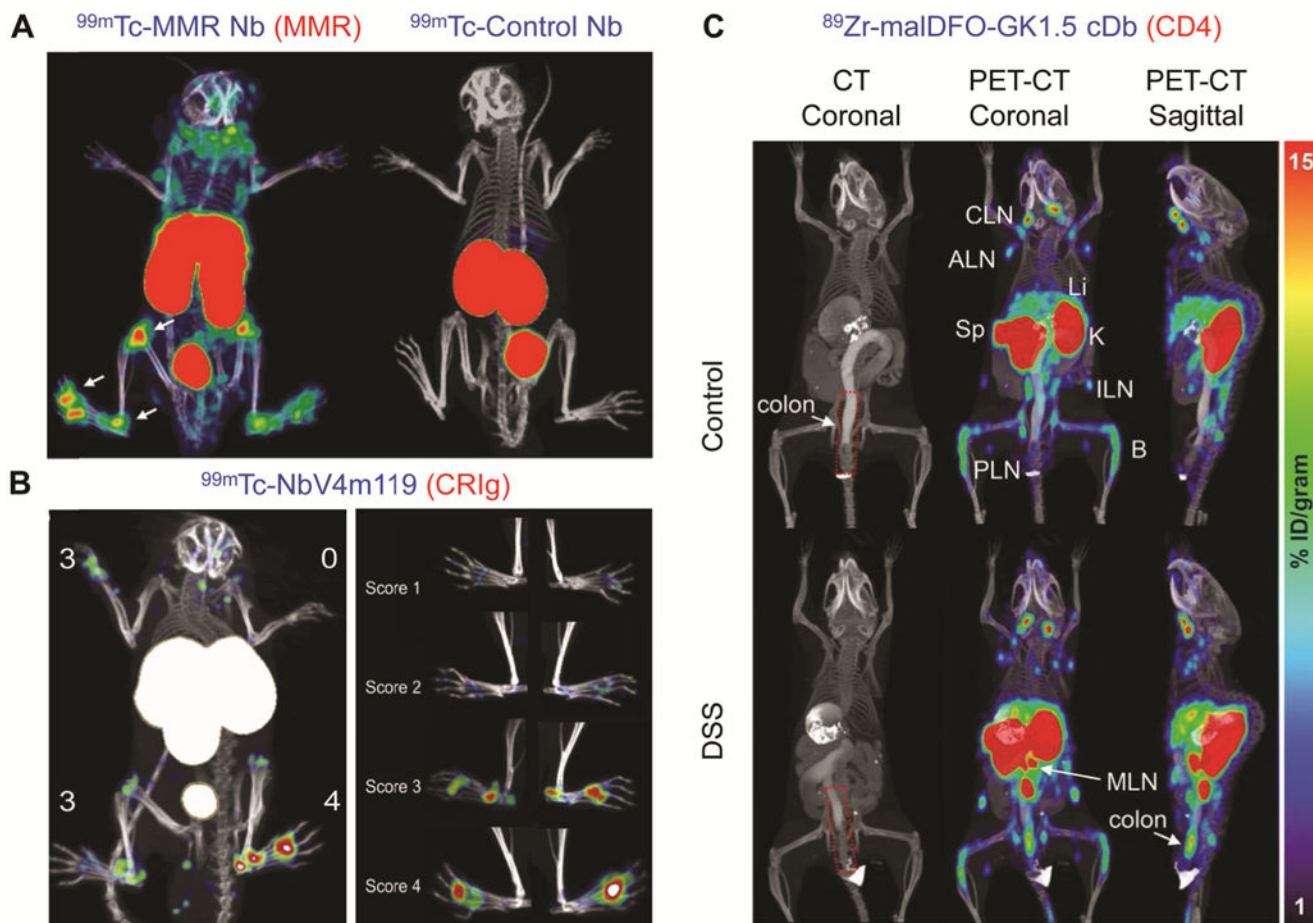 A
99mTc-MMR Nb (MMR)
99mTc-Control Nb
B
99mTc-NbV4m119 (CRIg)
3
0
3
4
Score 1
Score 2
Score 3
Score 4
C
89Zr-malDFO-GK1.5 cDb (CD4)
CT
Coronal
PET-CT
Coronal
PET-CT
Sagittal
Control
CLN
ALN
Li
Sp
K
ILN
colon
B
PLN
DSS
MLN
colon
15
% ID/gram
1